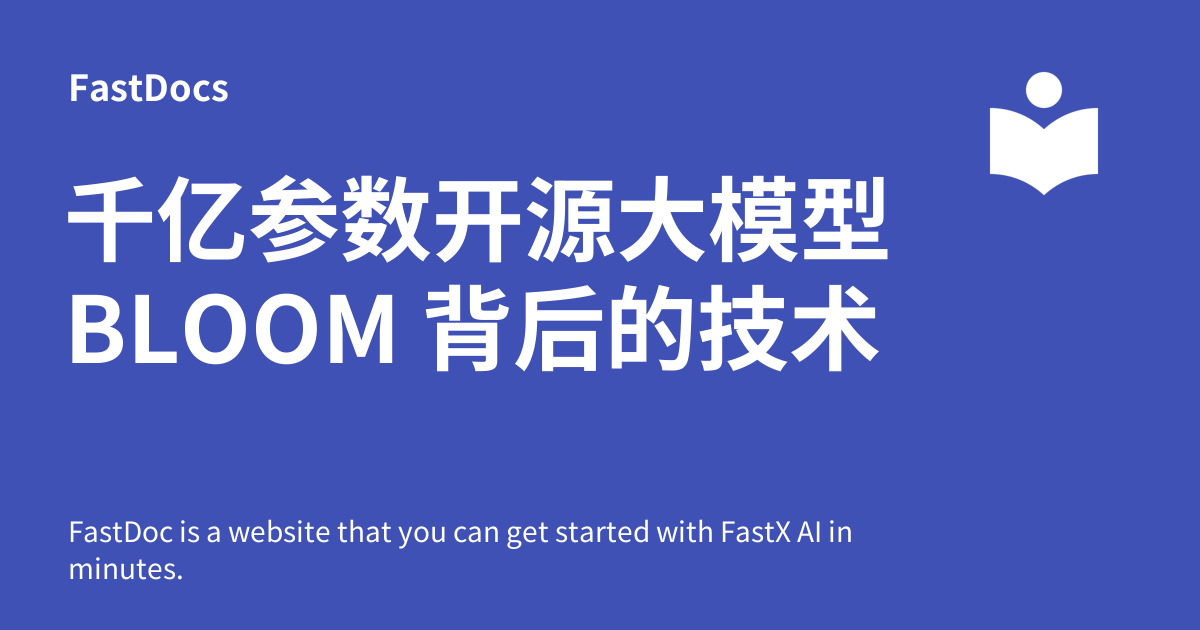 FastDocs
千亿参数开源大模型
BLOOM 背后的技术
FastDoc is a website that you can get started with FastX AI in
minutes.